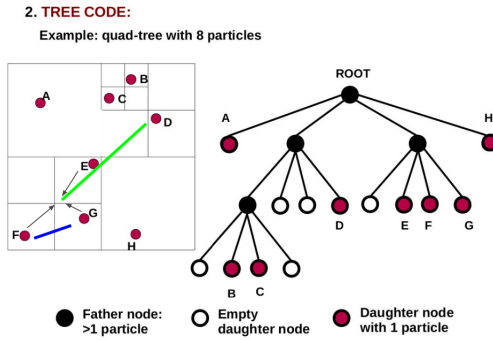 2. TREE CODE:
Example: quad-tree with 8 particles
ROOT
A
B
C
D
E
F
G
H
A
H
D
E
F
G
B
C
Father node:
>1 particle
Empty
daughter node
Daughter node
with 1 particle